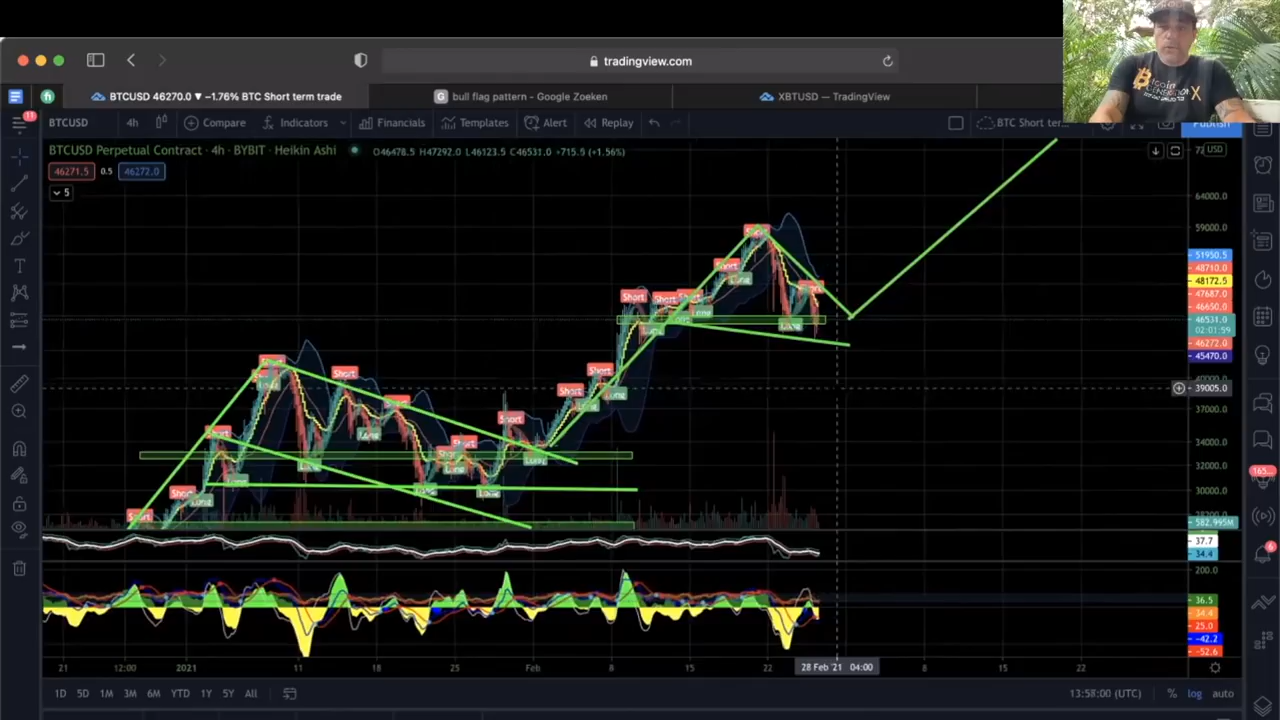 tradingview.com
BTCUSD 46270.0 ▼ −1.76% BTC Short term trade
bull flag pattern - Google Zoeken
XBTUSD — TradingView
11
BTCUSD 4h Compare Indicators Financials Templates Alert Replay BTC Short ter... Publish
BTCUSD Perpetual Contract · 4h · BYBIT · Heikin Ashi
O46478.5 H47292.0 L46123.5 C46531.0 +715.5 (+1.56%)
USD
46271.5 0.5 46272.0
5
64000.0
59000.0
51950.5
48710.0
48172.5
47687.0
46650.0
46531.0
02:01:59
46272.0
45470.0
40000.0
39005.0
37000.0
34000.0
32000.0
30000.0
582.995M
37.7
34.4
200.0
36.5
34.4
25.0
−42.2
−52.6
Short
Long
165...
6
21 12:00 2021 11 18 25 Feb 8 15 22 28 Feb '21 04:00 8 15 22
1D 5D 1M 3M 6M YTD 1Y 5Y All
13:58:00 (UTC) % log auto